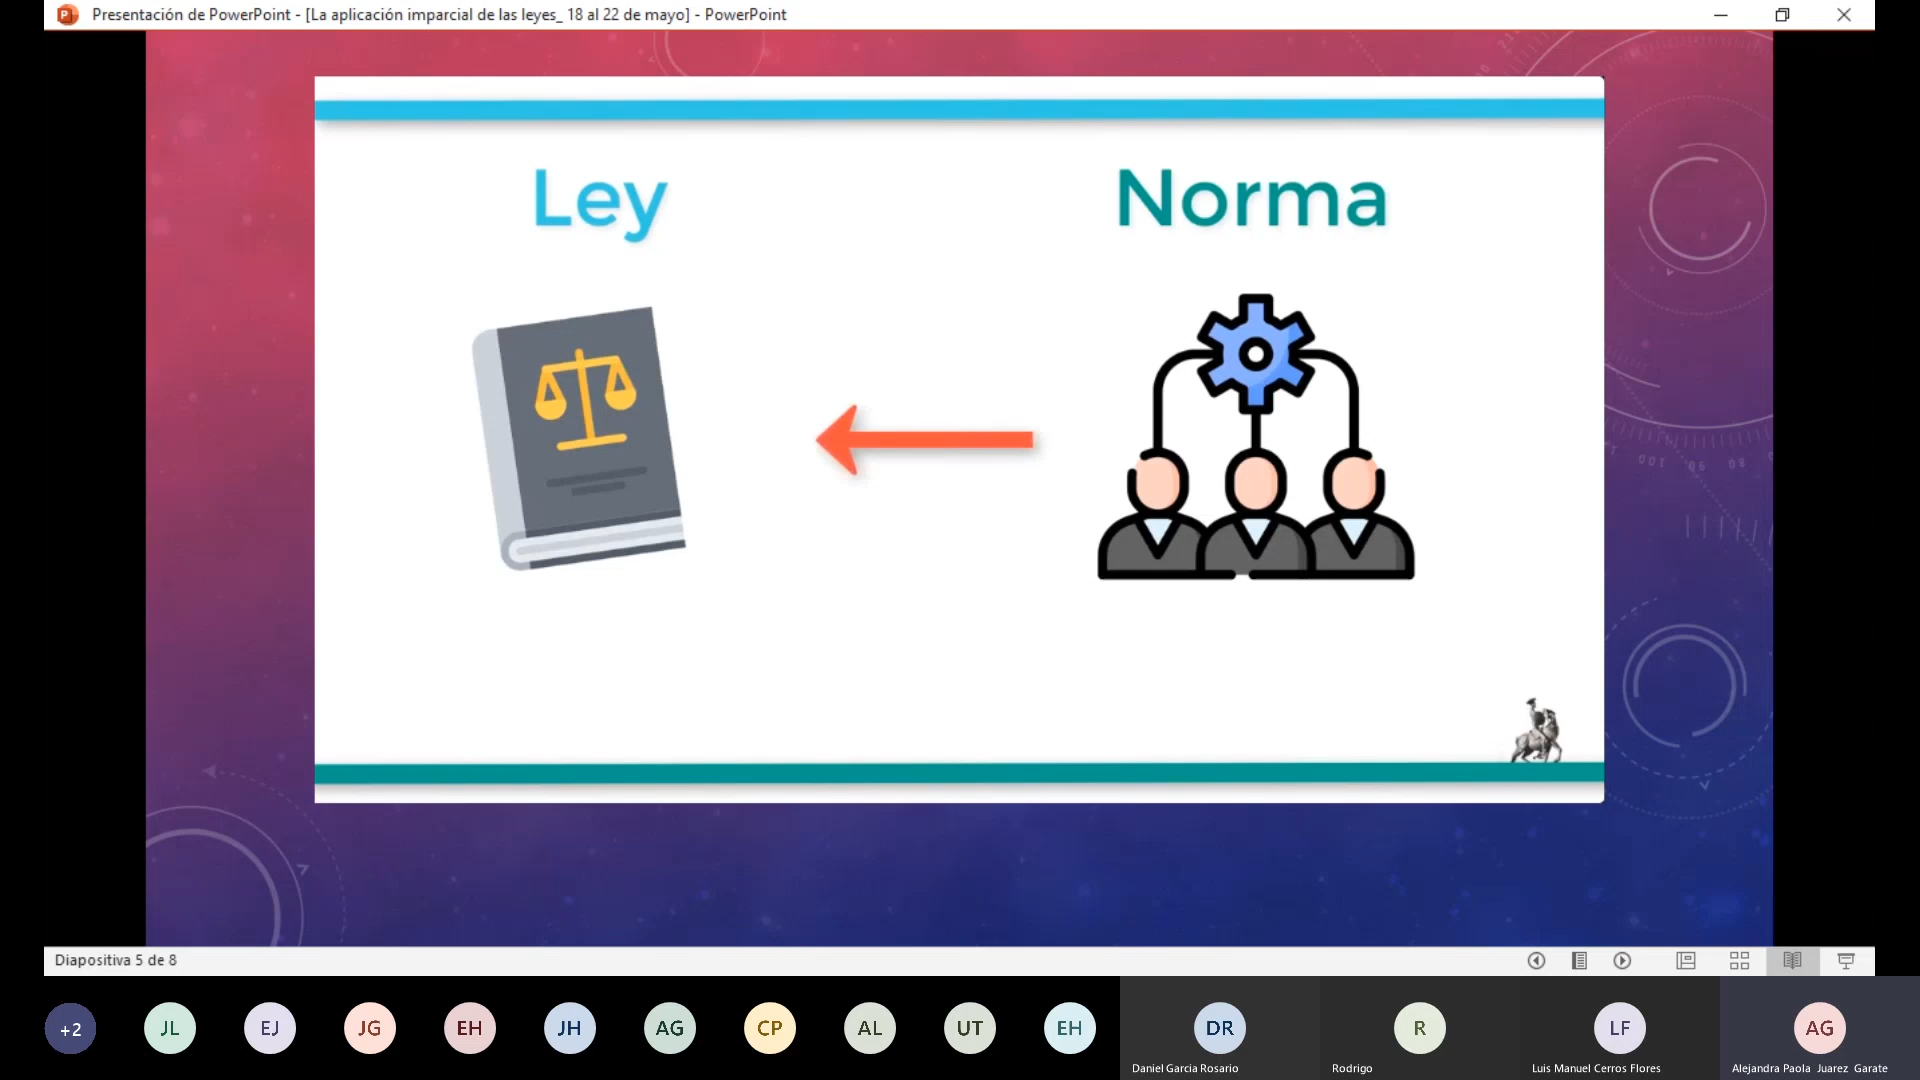 Presentación de PowerPoint - [La aplicación imparcial de las leyes_ 18 al 22 de mayo] - PowerPoint
Ley
Norma
Diapositiva 5 de 8
+2
JL
EJ
JG
EH
JH
AG
CP
AL
UT
EH
DR
R
LF
AG
Daniel Garcia Rosario
Rodrigo
Luis Manuel Cerros Flores
Alejandra Paola Juarez Garate